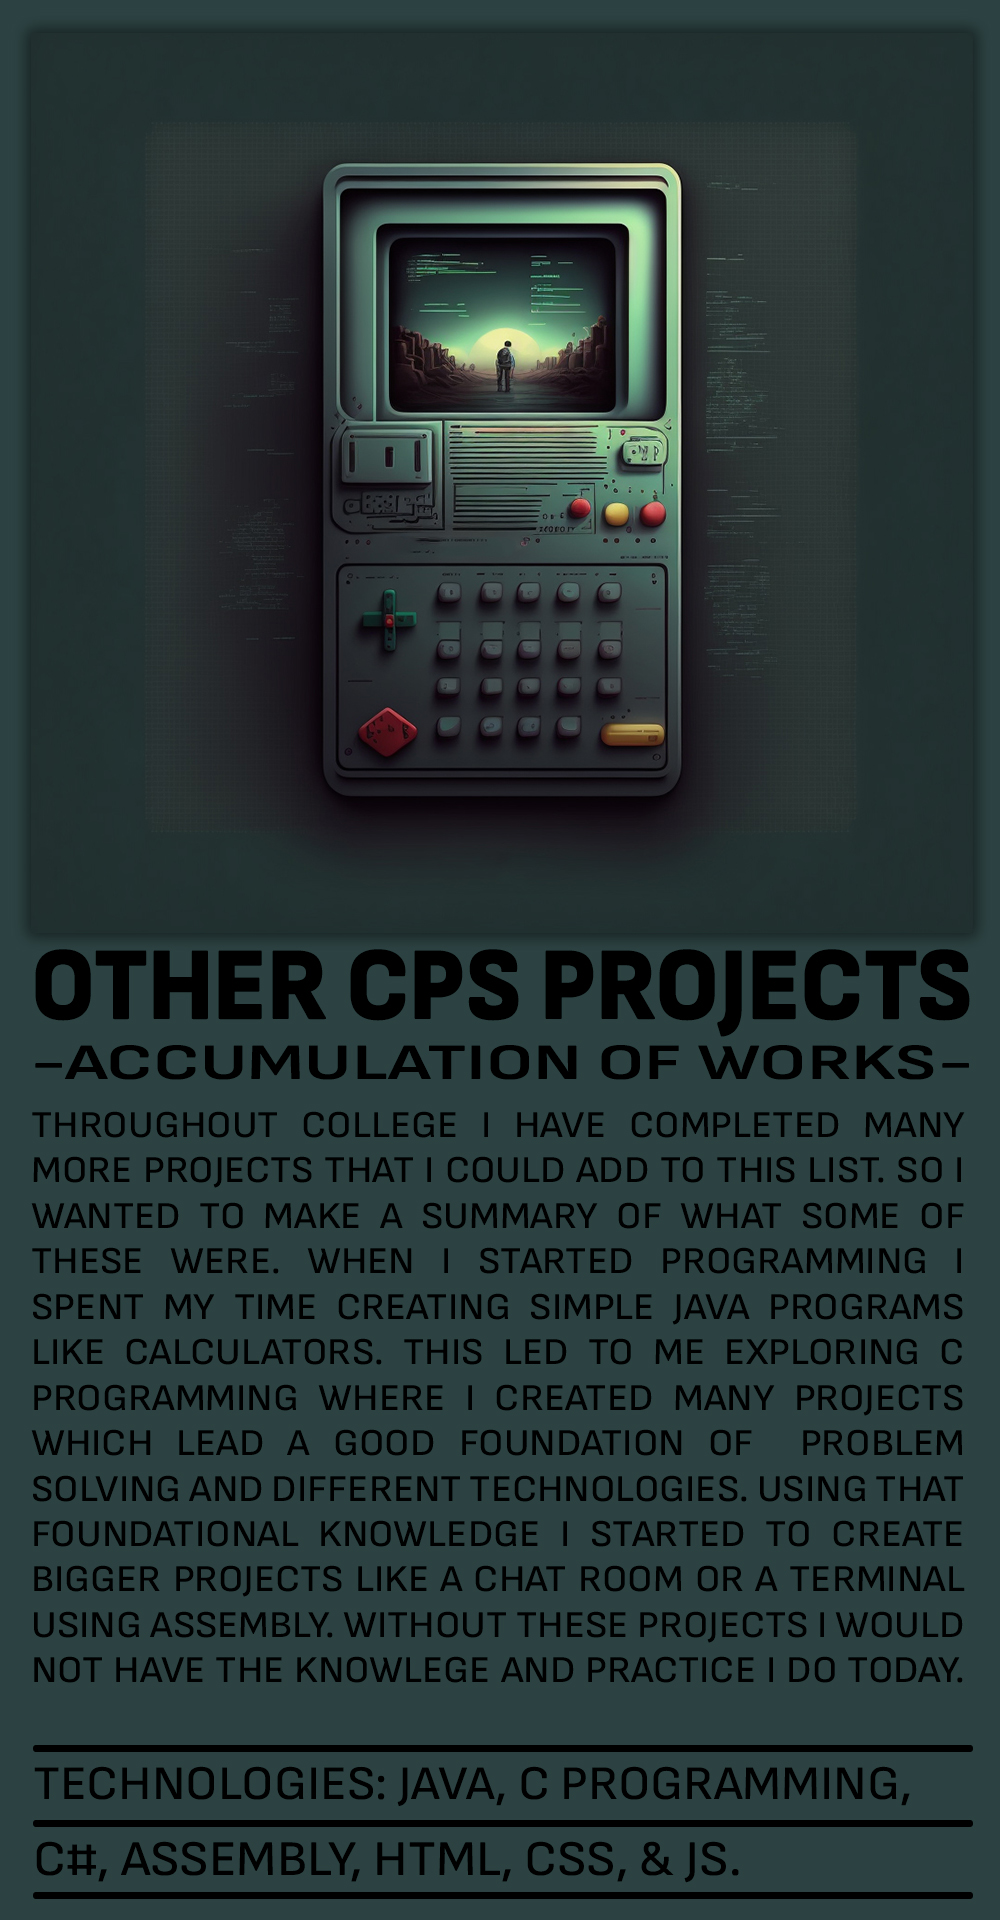 OTHER CPS PROJECTS
–ACCUMULATION OF WORKS–
THROUGHOUT COLLEGE I HAVE COMPLETED MANY
MORE PROJECTS THAT I COULD ADD TO THIS LIST. SO I
WANTED TO MAKE A SUMMARY OF WHAT SOME OF
THESE WERE. WHEN I STARTED PROGRAMMING I
SPENT MY TIME CREATING SIMPLE JAVA PROGRAMS
LIKE CALCULATORS. THIS LED TO ME EXPLORING C
PROGRAMMING WHERE I CREATED MANY PROJECTS
WHICH LEAD A GOOD FOUNDATION OF PROBLEM
SOLVING AND DIFFERENT TECHNOLOGIES. USING THAT
FOUNDATIONAL KNOWLEDGE I STARTED TO CREATE
BIGGER PROJECTS LIKE A CHAT ROOM OR A TERMINAL
USING ASSEMBLY. WITHOUT THESE PROJECTS I WOULD
NOT HAVE THE KNOWLEGE AND PRACTICE I DO TODAY.
TECHNOLOGIES: JAVA, C PROGRAMMING,
C#, ASSEMBLY, HTML, CSS, & JS.